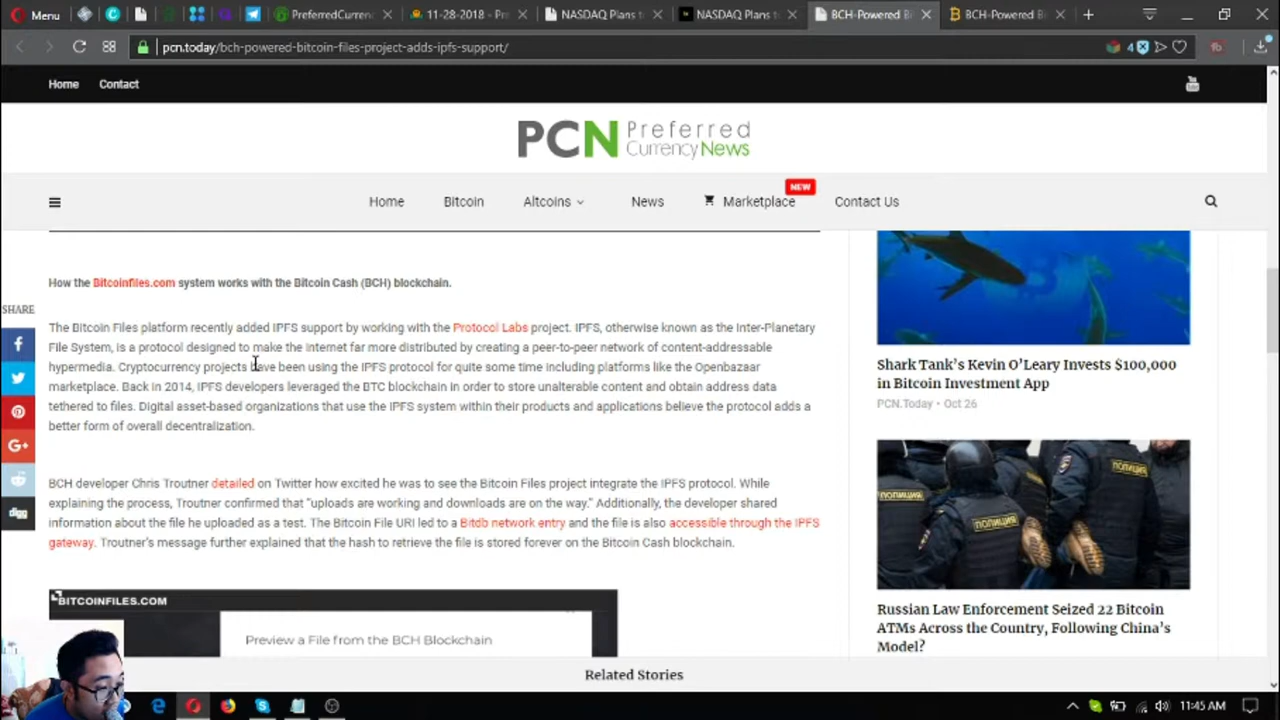 Menu
PreferredCurren
11-28-2018 - Pr
NASDAQ Plans t
NASDAQ Plans t
BCH-Powered B
BCH-Powered B
pcn.today/bch-powered-bitcoin-files-project-adds-ipfs-support/
4
Home Contact
PCN Preferred
CurrencyNews
Home Bitcoin Altcoins News Marketplace Contact Us
NEW
How the Bitcoinfiles.com system works with the Bitcoin Cash (BCH) blockchain.
SHARE
The Bitcoin Files platform recently added IPFS support by working with the Protocol Labs project. IPFS, otherwise known as the Inter-Planetary
File System, is a protocol designed to make the internet far more distributed by creating a peer-to-peer network of content-addressable
hypermedia. Cryptocurrency projects have been using the IPFS protocol for quite some time including platforms like the Openbazaar
marketplace. Back in 2014, IPFS developers leveraged the BTC blockchain in order to store unalterable content and obtain address data
tethered to files. Digital asset-based organizations that use the IPFS system within their products and applications believe the protocol adds a
better form of overall decentralization.
BCH developer Chris Troutner detailed on Twitter how excited he was to see the Bitcoin Files project integrate the IPFS protocol. While
explaining the process, Troutner confirmed that “uploads are working and downloads are on the way.” Additionally, the developer shared
information about the file he uploaded as a test. The Bitcoin File URI led to a Bitdb network entry and the file is also accessible through the IPFS
gateway. Troutner's message further explained that the hash to retrieve the file is stored forever on the Bitcoin Cash blockchain.
BITCOINFILES.COM
Preview a File from the BCH Blockchain
Shark Tank’s Kevin O’Leary Invests $100,000
in Bitcoin Investment App
PCN.Today • Oct 26
ПОЛИЦИЯ
ПОЛИЦИЯ
ПОЛИЦИЯ
Russian Law Enforcement Seized 22 Bitcoin
ATMs Across the Country, Following China’s
Model?
Related Stories
digg
11:45 AM